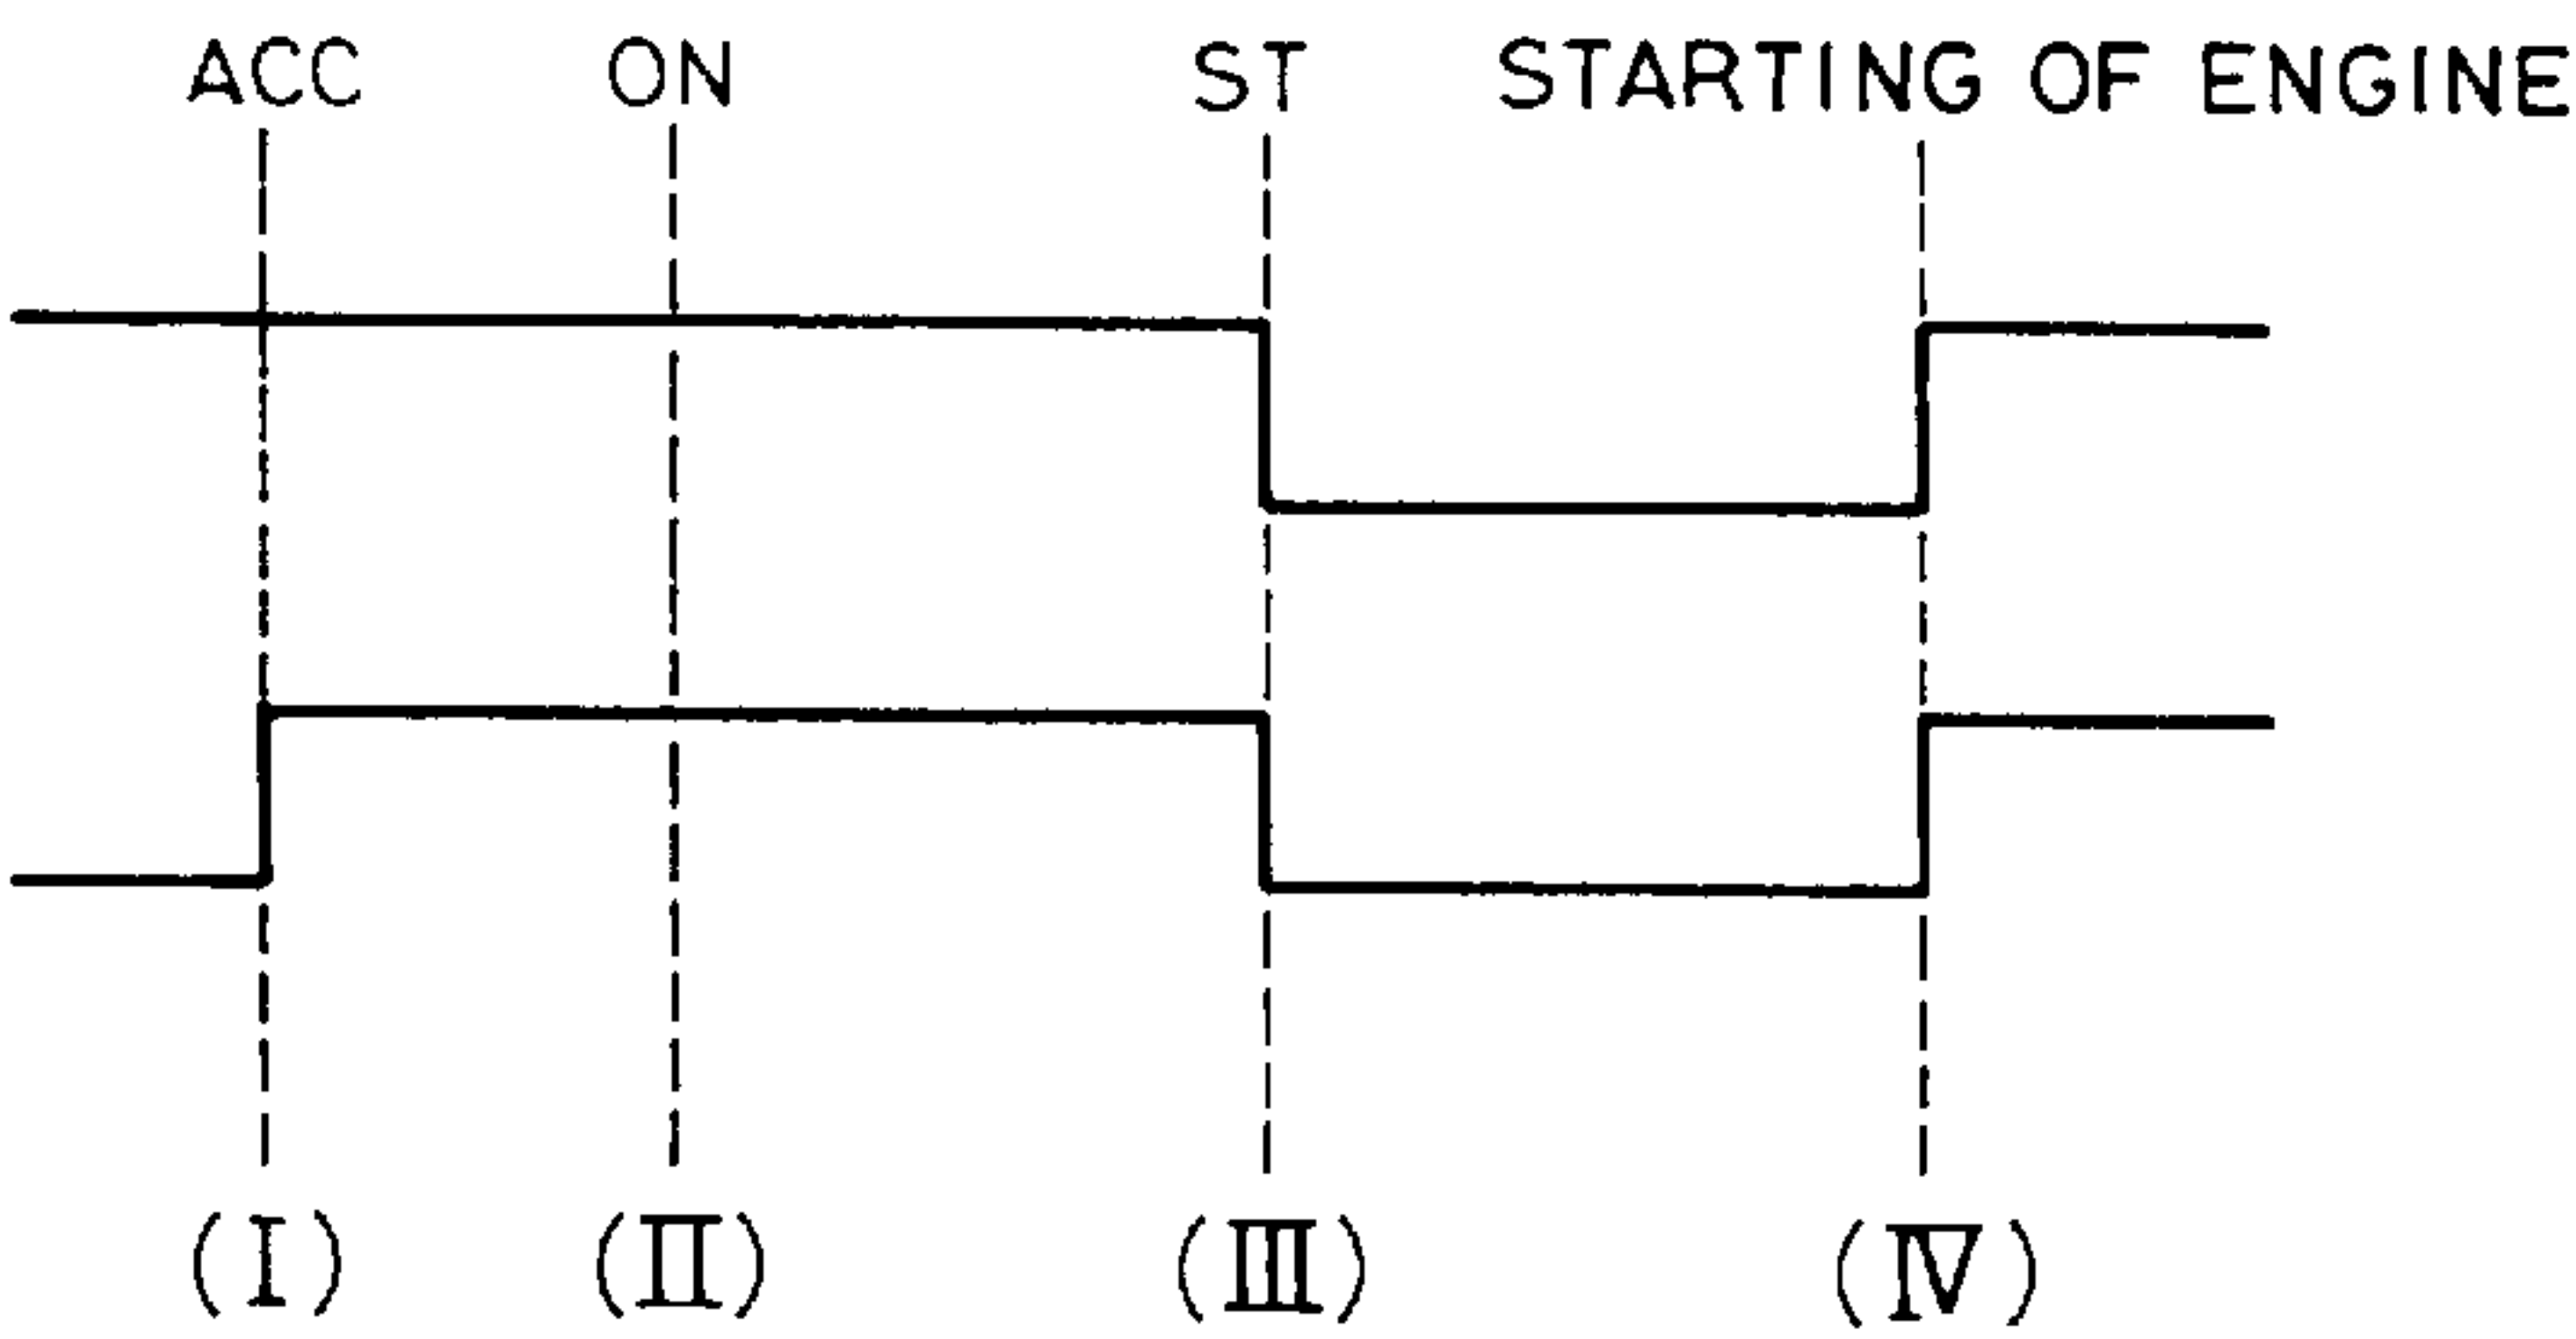 ACC ON ST STARTING OF ENGINE
(I) (II) (III) (IV)